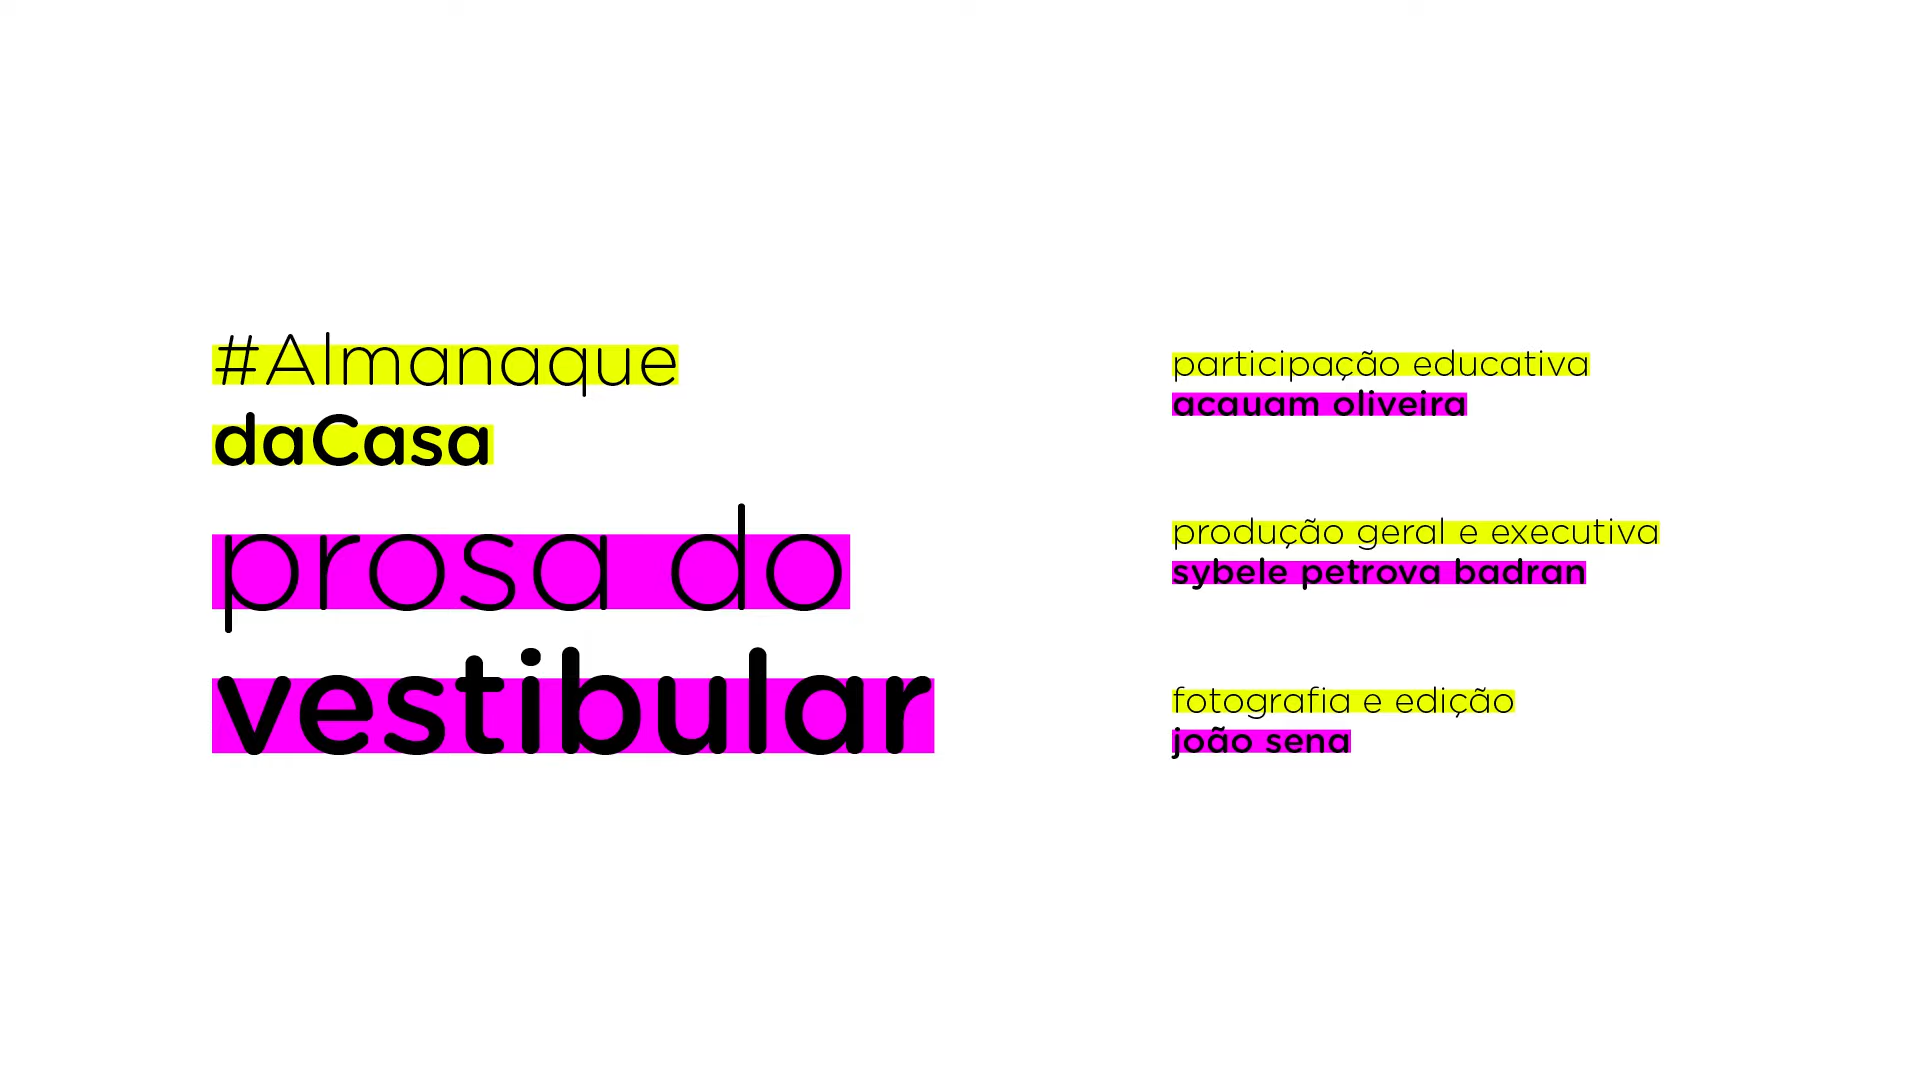 #Almanaque
daCasa
prosa do
vestibular
participação educativa
acauam oliveira
produção geral e executiva
sybele petrova badran
fotografia e edição
joão sena